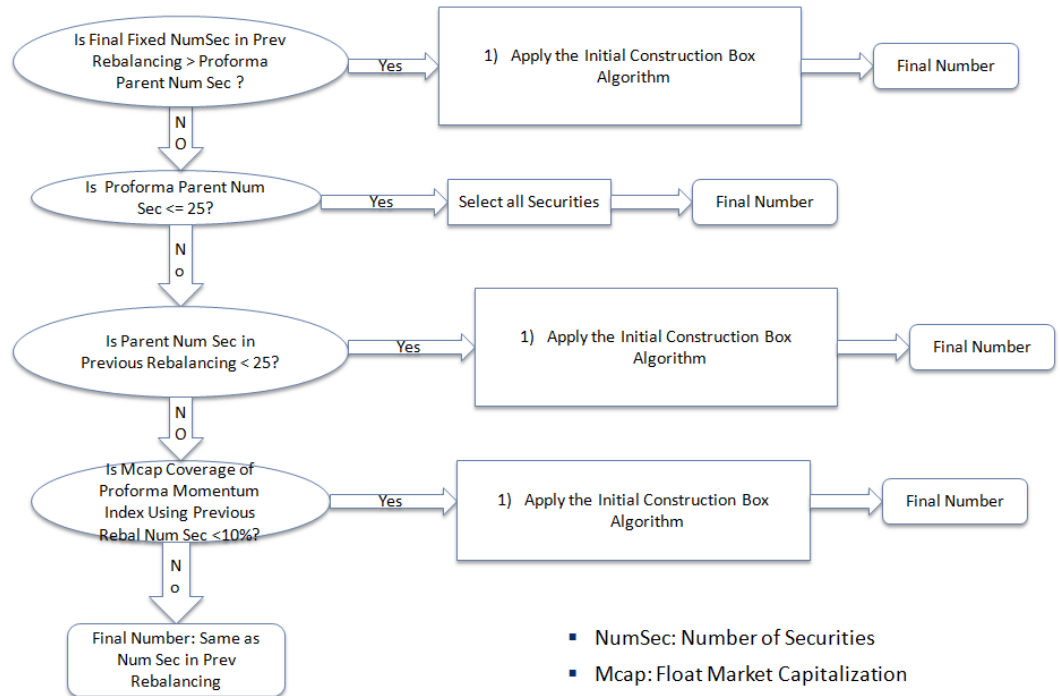 Is Final Fixed NumSec in Prev
Rebalancing > Proforma
Parent Num Sec ?
Yes
1) Apply the Initial Construction Box
Algorithm
Final Number
N
O
Is Proforma Parent Num
Sec <= 25?
Yes
Select all Securities
Final Number
N
o
Is Parent Num Sec in
Previous Rebalancing < 25?
Yes
1) Apply the Initial Construction Box
Algorithm
Final Number
N
O
Is Mcap Coverage of
Proforma Momentum
Index Using Previous
Rebal Num Sec <10%?
Yes
1) Apply the Initial Construction Box
Algorithm
Final Number
N
o
Final Number: Same as
Num Sec in Prev
Rebalancing
▪ NumSec: Number of Securities
▪ Mcap: Float Market Capitalization